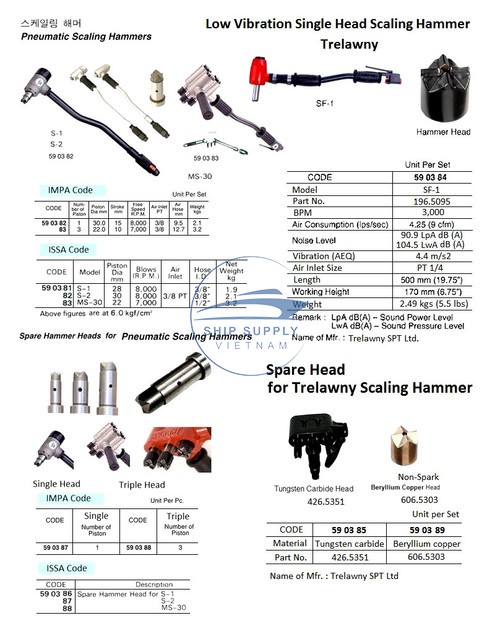 스케일링 해머
Pneumatic Scaling Hammers
S-1
S-2
59 03 82
59 03 83
MS-30
IMPA Code
Unit Per Set
CODE Num- ber of Piston Piston Dia mm Stroke mm Free Speed R.P.M. Air Inlet PT Air Hose mm Weight kg
59 03 82 1 30.0 15 8,000 3/8 9.5 2.1
83 3 22.0 10 7,000 3/8 12.7 3.2
ISSA Code
CODE Model Piston Dia mm Blows (R.P.M.) Air Inlet Hose I.D. Net Weight kg
59 03 81 S-1 28 8,000 3/8 PT 3/8" 1.9
82 S-2 30 8,000 3/8" 2.1
83 MS-30 22 7,000 1/2" 3.2
Above figures are at 6.0 kgf/cm²
Low Vibration Single Head Scaling Hammer
Trelawny
SF-1
Hammer Head
Unit Per Set
CODE 59 03 84
Model SF-1
Part No. 196.5095
BPM 3,000
Air Consumption (lps/sec) 4.25 (9 cfm)
Noise Level 90.9 LpA dB (A)
104.5 LwA dB (A)
Vibration (AEQ) 4.4 m/s2
Air Inlet Size PT 1/4
Length 500 mm (19.75")
Working Height 170 mm (6.75")
Weight 2.49 kgs (5.5 lbs)
Remark : LpA dB(A) – Sound Power Level
LwA dB(A) – Sound Pressure Level
Name of Mfr. : Trelawny SPT Ltd.
SHIP SUPPLY
VIETNAM
Spare Hammer Heads for Pneumatic Scaling Hammers
Single Head
Triple Head
IMPA Code
Unit Per Pc.
CODE Single Number of Piston CODE Triple Number of Piston
59 03 87 1 59 03 88 3
ISSA Code
CODE Description
59 03 86 Spare Hammer Head for S-1
87 S-2
88 MS-30
Spare Head
for Trelawny Scaling Hammer
Tungsten Carbide Head
426.5351
Non-Spark
Beryllium Copper Head
606.5303
Unit per Set
CODE 59 03 85 59 03 89
Material Tungsten carbide Beryllium copper
Part No. 426.5351 606.5303
Name of Mfr. : Trelawny SPT Ltd